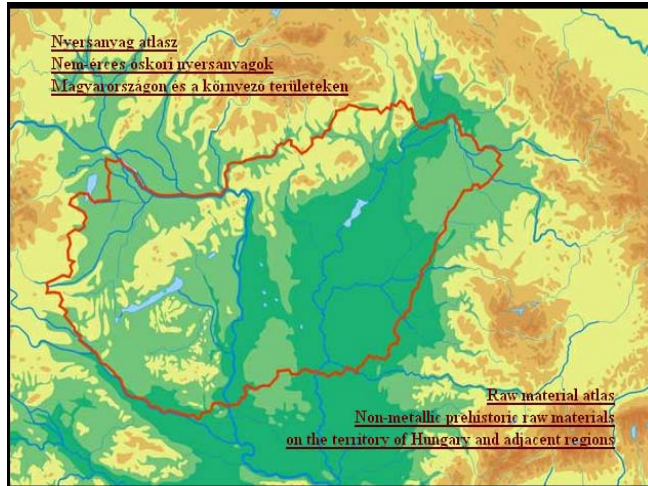 Nyersanyag atlasz
Nem-érces őskori nyersanyagok
Magyarországon és a környező területeken
Raw material atlas
Non-metallic prehistoric raw materials
on the territory of Hungary and adjacent regions